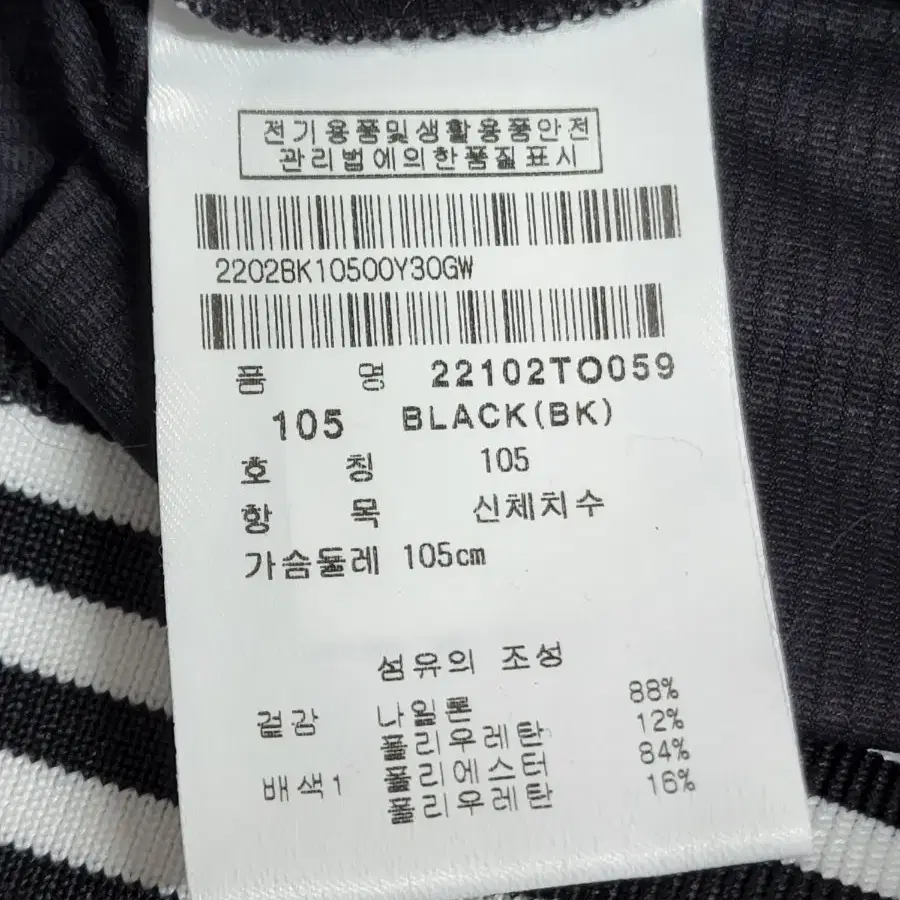 전기용품및생활용품안전
관리법에의한품질표시
2202BK10500Y30GW
품 명 22102TO059
105 BLACK(BK)
호 칭 105
항 목 신체치수
가슴둘레 105cm
섬유의 조성
겉감 나일론 88%
폴리우레탄 12%
배색1 폴리에스터 84%
폴리우레탄 16%